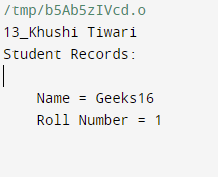 /tmp/b5Ab5zIVcd.o
13_Khushi Tiwari
Student Records:
Name = Geeks16
Roll Number = 1